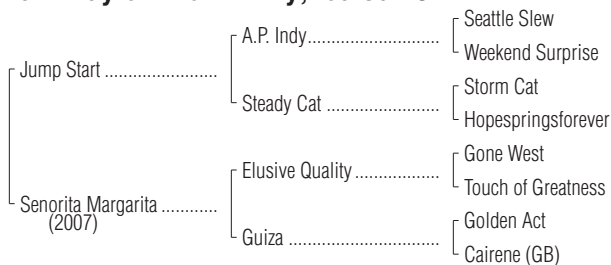 Seattle Slew
A.P. Indy
Weekend Surprise
Jump Start
Storm Cat
Steady Cat
Hopespringsforever
Gone West
Elusive Quality
Touch of Greatness
Senorita Margarita
(2007)
Golden Act
Guiza
Cairene (GB)